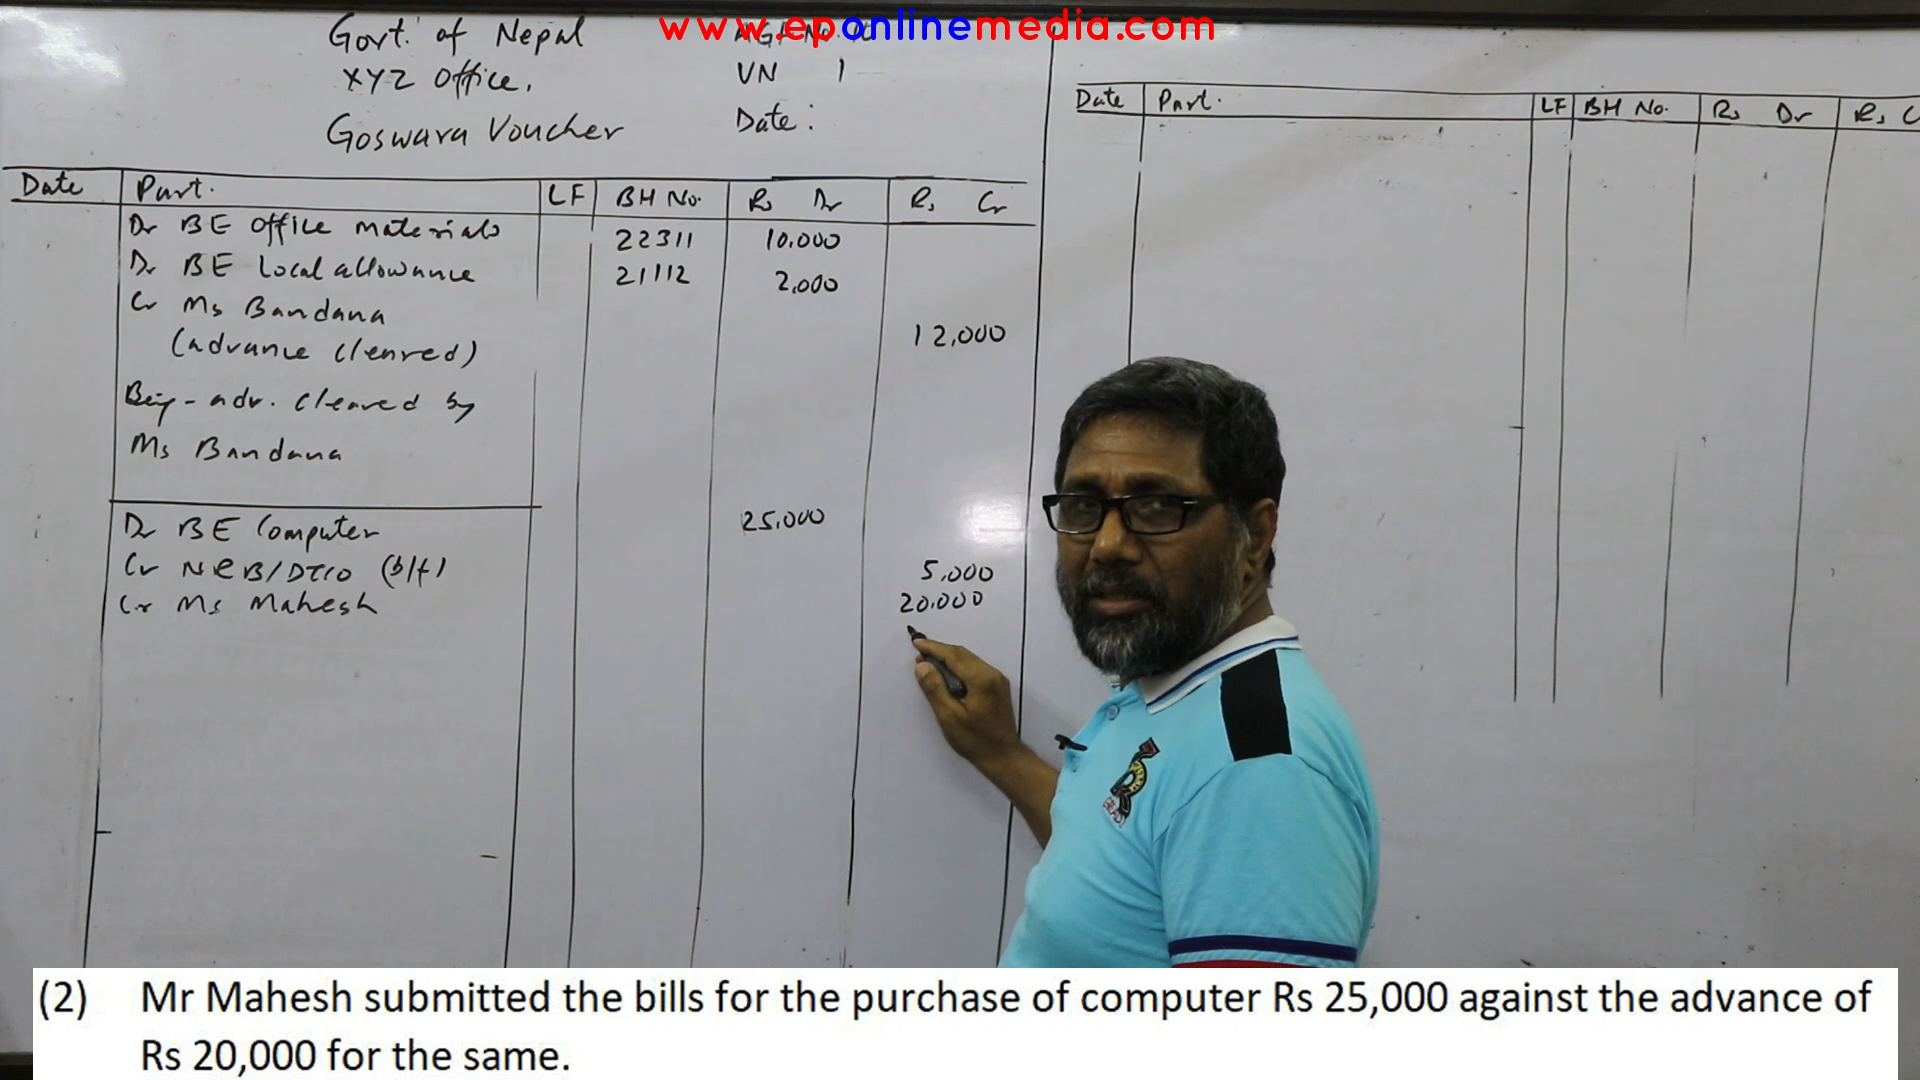 www.eponlinemedia.com
Govt. of Nepal
XYZ Office.
VN 1
Goswara Voucher
Date:
Date Part. LF BH No. Rs Dr Rs Cr
Dr BE Office materials 22311 10,000
Dr BE Local allowance 21112 2,000
Cr Ms Bandana
(advance cleared) 12,000
Being adv. cleared by
Ms Bandana
Dr BE Computer 25,000
Cr NRB/DTCO (b/f) 5,000
Cr Ms Mahesh 20,000
Date Part. LF BH No. Rs Dr Rs C
(2) Mr Mahesh submitted the bills for the purchase of computer Rs 25,000 against the advance of
Rs 20,000 for the same.